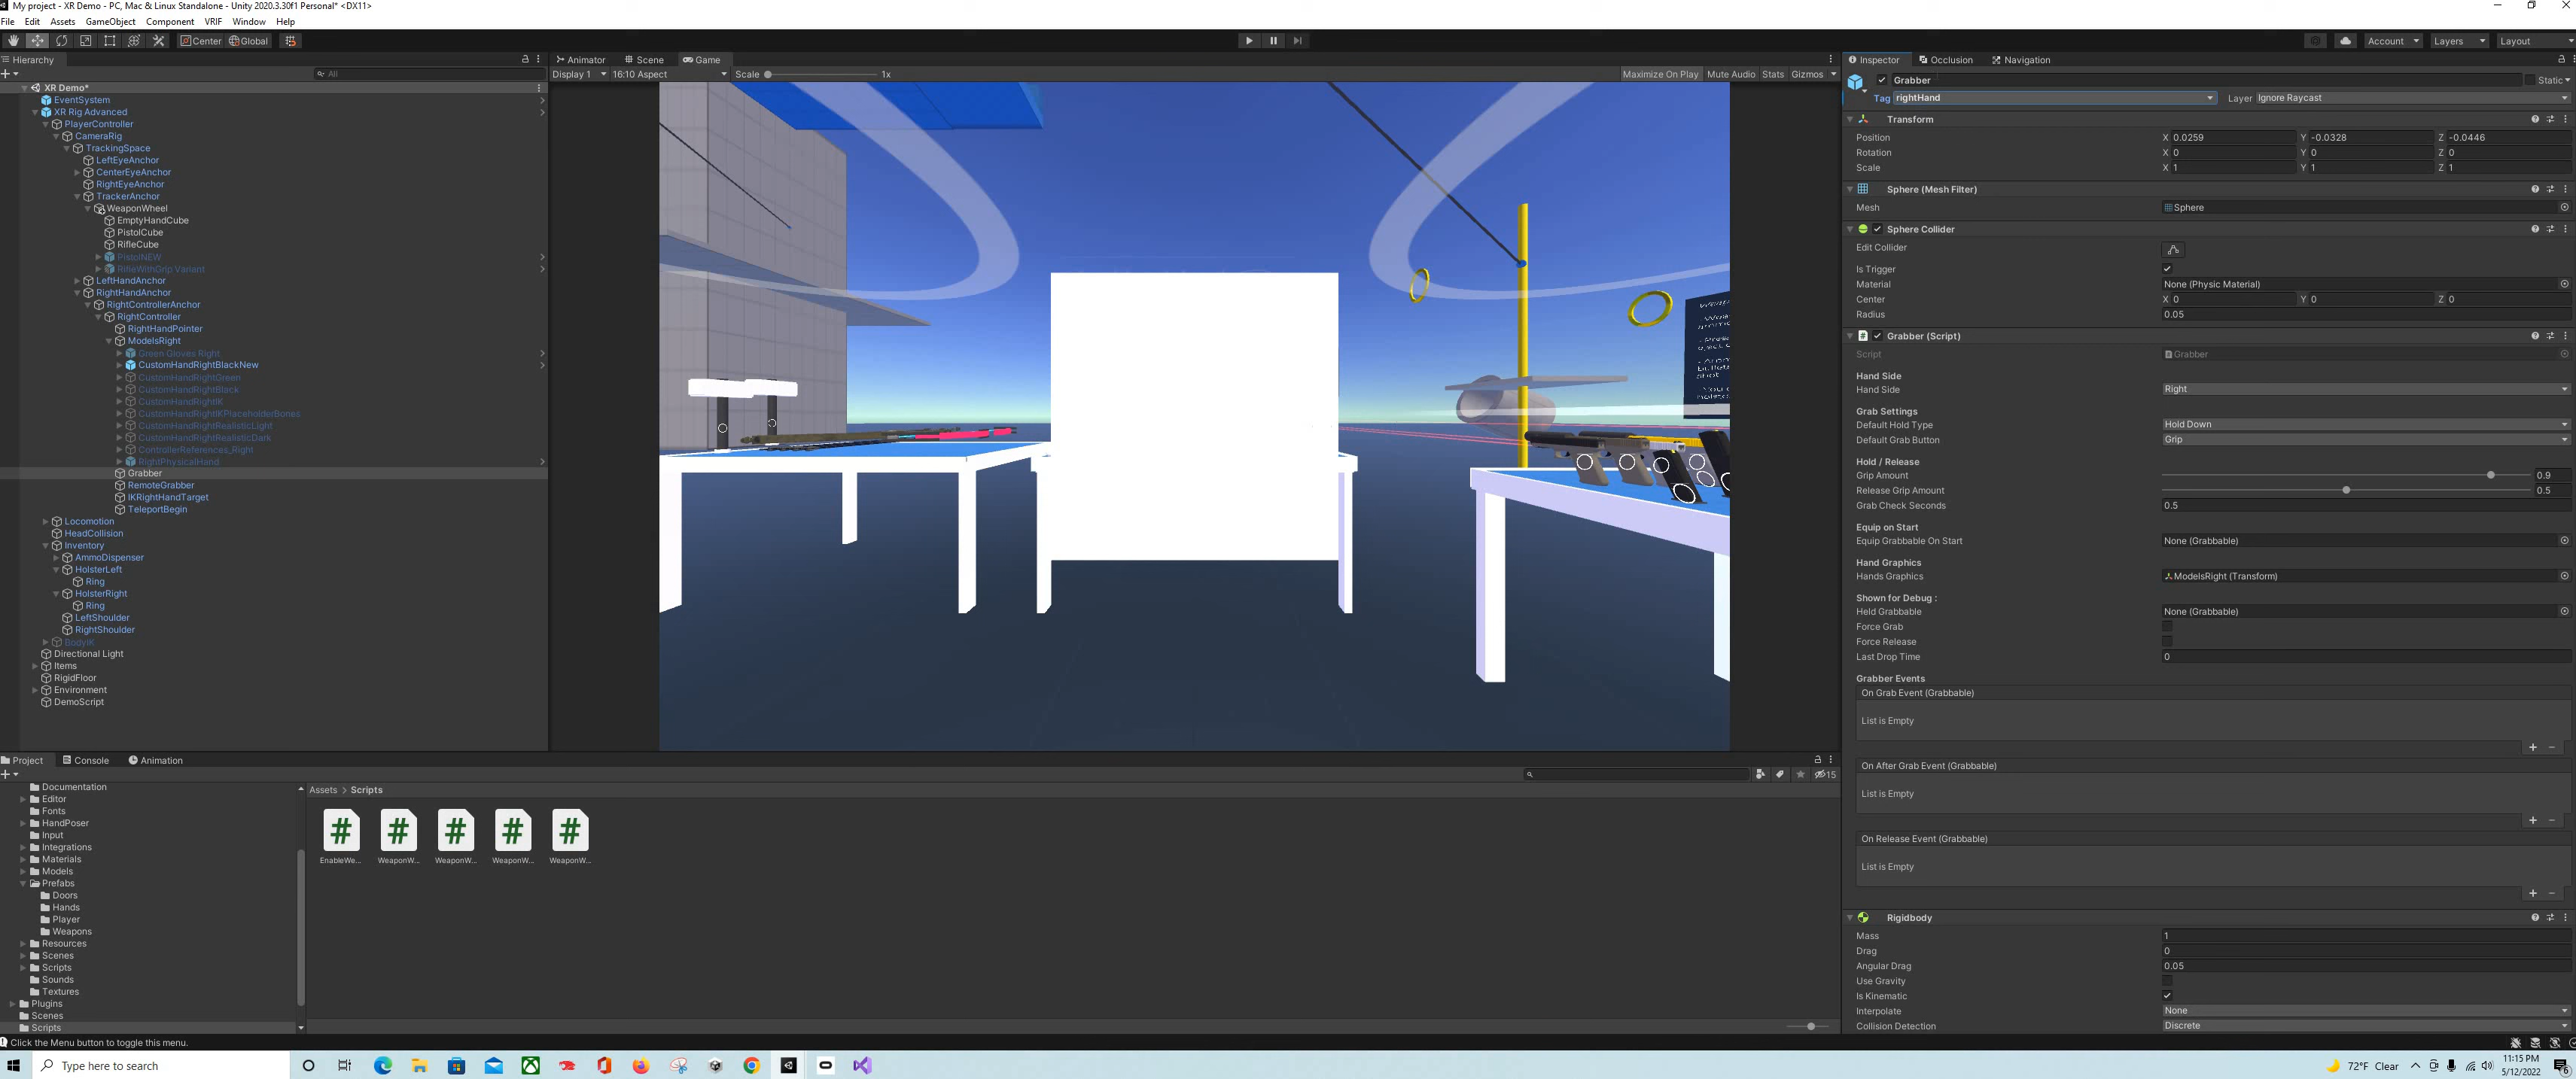 My project - XR Demo - PC, Mac & Linux Standalone - Unity 2020.3.30f1 Personal* <DX11>
File Edit Assets GameObject Component VRIF Window Help
Center Global
Account Layers Layout
Hierarchy
All
XR Demo*
EventSystem
XR Rig Advanced
PlayerController
CameraRig
TrackingSpace
LeftEyeAnchor
CenterEyeAnchor
RightEyeAnchor
TrackerAnchor
WeaponWheel
EmptyHandCube
PistolCube
RifleCube
PistolNEW
RifleWithGrip Variant
LeftHandAnchor
RightHandAnchor
RightControllerAnchor
RightController
RightHandPointer
ModelsRight
Green Gloves Right
CustomHandRightBlackNew
CustomHandRightGreen
CustomHandRightBlack
CustomHandRightIK
CustomHandRightIKPlaceholderBones
CustomHandRightRealisticLight
CustomHandRightRealisticDark
ControllerReferences_Right
RightPhysicalHand
Grabber
RemoteGrabber
IKRightHandTarget
TeleportBegin
Locomotion
HeadCollision
Inventory
AmmoDispenser
HolsterLeft
Ring
HolsterRight
Ring
LeftShoulder
RightShoulder
BodyIK
Directional Light
Items
RigidFloor
Environment
DemoScript
Animator Scene Game
Display 1 16:10 Aspect Scale 1x Maximize On Play Mute Audio Stats Gizmos
Project Console Animation
15
Documentation
Editor
Fonts
HandPoser
Input
Integrations
Materials
Models
Prefabs
Doors
Hands
Player
Weapons
Resources
Scenes
Scripts
Sounds
Textures
Plugins
Scenes
Scripts
Assets > Scripts
EnableWe... WeaponW... WeaponW... WeaponW... WeaponW...
Inspector Occlusion Navigation
Grabber Static
Tag rightHand Layer Ignore Raycast
Transform
Position X 0.0259 Y -0.0328 Z -0.0446
Rotation X 0 Y 0 Z 0
Scale X 1 Y 1 Z 1
Sphere (Mesh Filter)
Mesh Sphere
Sphere Collider
Edit Collider
Is Trigger
Material None (Physic Material)
Center X 0 Y 0 Z 0
Radius 0.05
Grabber (Script)
Script Grabber
Hand Side
Hand Side Right
Grab Settings
Default Hold Type Hold Down
Default Grab Button Grip
Hold / Release
Grip Amount 0.9
Release Grip Amount 0.5
Grab Check Seconds 0.5
Equip on Start
Equip Grabbable On Start None (Grabbable)
Hand Graphics
Hands Graphics ModelsRight (Transform)
Shown for Debug :
Held Grabbable None (Grabbable)
Force Grab
Force Release
Last Drop Time 0
Grabber Events
On Grab Event (Grabbable)
List is Empty
On After Grab Event (Grabbable)
List is Empty
On Release Event (Grabbable)
List is Empty
Rigidbody
Mass 1
Drag 0
Angular Drag 0.05
Use Gravity
Is Kinematic
Interpolate None
Collision Detection Discrete
Click the Menu button to toggle this menu.
Type here to search
72°F Clear
11:15 PM
5/12/2022
6